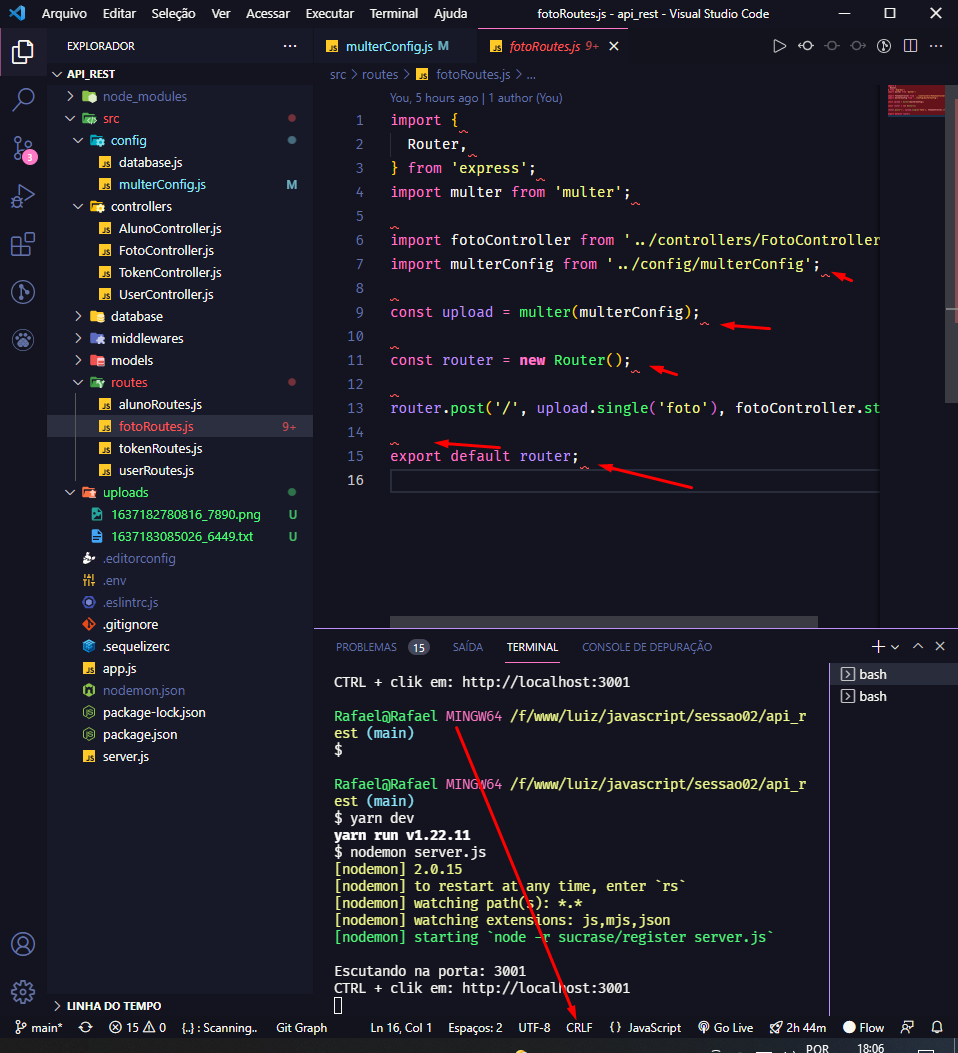 Arquivo Editar Seleção Ver Acessar Executar Terminal Ajuda
fotoRoutes.js - api_rest - Visual Studio Code
EXPLORADOR
API_REST
node_modules
src
config
database.js
multerConfig.js M
controllers
AlunoController.js
FotoController.js
TokenController.js
UserController.js
database
middlewares
models
routes
alunoRoutes.js
fotoRoutes.js 9+
tokenRoutes.js
userRoutes.js
uploads
1637182780816_7890.png U
1637183085026_6449.txt U
.editorconfig
.env
.eslintrc.js
.gitignore
.sequelizerc
app.js
nodemon.json
package-lock.json
package.json
server.js
LINHA DO TEMPO
3
multerConfig.js M
fotoRoutes.js 9+
src > routes > fotoRoutes.js > ...
You, 5 hours ago | 1 author (You)
1 import {
2 Router,
3 } from 'express';
4 import multer from 'multer';
5
6 import fotoController from '../controllers/FotoController
7 import multerConfig from '../config/multerConfig';
8
9 const upload = multer(multerConfig);
10
11 const router = new Router();
12
13 router.post('/', upload.single('foto'), fotoController.st
14
15 export default router;
16
PROBLEMAS 15 SAÍDA TERMINAL CONSOLE DE DEPURAÇÃO
bash
bash
CTRL + clik em: http://localhost:3001
Rafael@Rafael MINGW64 /f/www/luiz/javascript/sessao02/api_r
est (main)
$
Rafael@Rafael MINGW64 /f/www/luiz/javascript/sessao02/api_r
est (main)
$ yarn dev
yarn run v1.22.11
$ nodemon server.js
[nodemon] 2.0.15
[nodemon] to restart at any time, enter `rs`
[nodemon] watching path(s): *.*
[nodemon] watching extensions: js,mjs,json
[nodemon] starting `node -r sucrase/register server.js`
Escutando na porta: 3001
CTRL + clik em: http://localhost:3001
main* 15 0 {..} : Scanning.. Git Graph Ln 16, Col 1 Espaços: 2 UTF-8 CRLF {} JavaScript Go Live 2h 44m Flow
POR 18:06